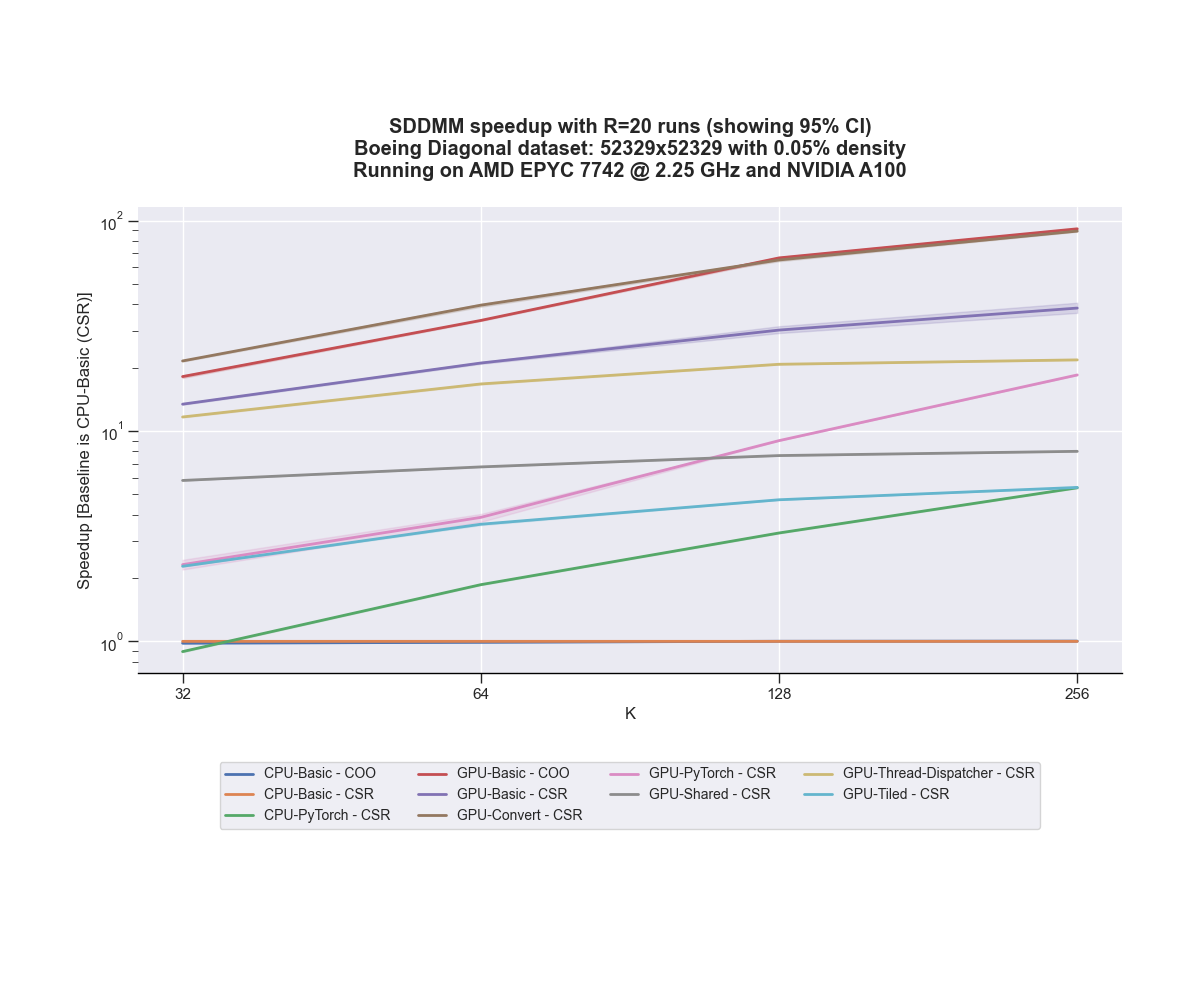 SDDMM speedup with R=20 runs (showing 95% CI)
Boeing Diagonal dataset: 52329x52329 with 0.05% density
Running on AMD EPYC 7742 @ 2.25 GHz and NVIDIA A100
Speedup [Baseline is CPU-Basic (CSR)]
10²
10¹
10⁰
32 64 128 256
K
CPU-Basic - COO GPU-Basic - COO GPU-PyTorch - CSR GPU-Thread-Dispatcher - CSR
CPU-Basic - CSR GPU-Basic - CSR GPU-Shared - CSR GPU-Tiled - CSR
CPU-PyTorch - CSR GPU-Convert - CSR